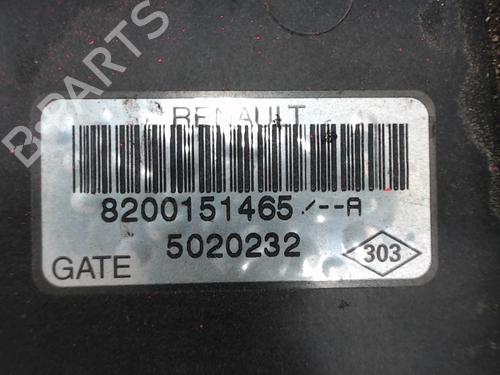 B-PARTS
RENAULT
8200151465/--A
5020232
GATE
303